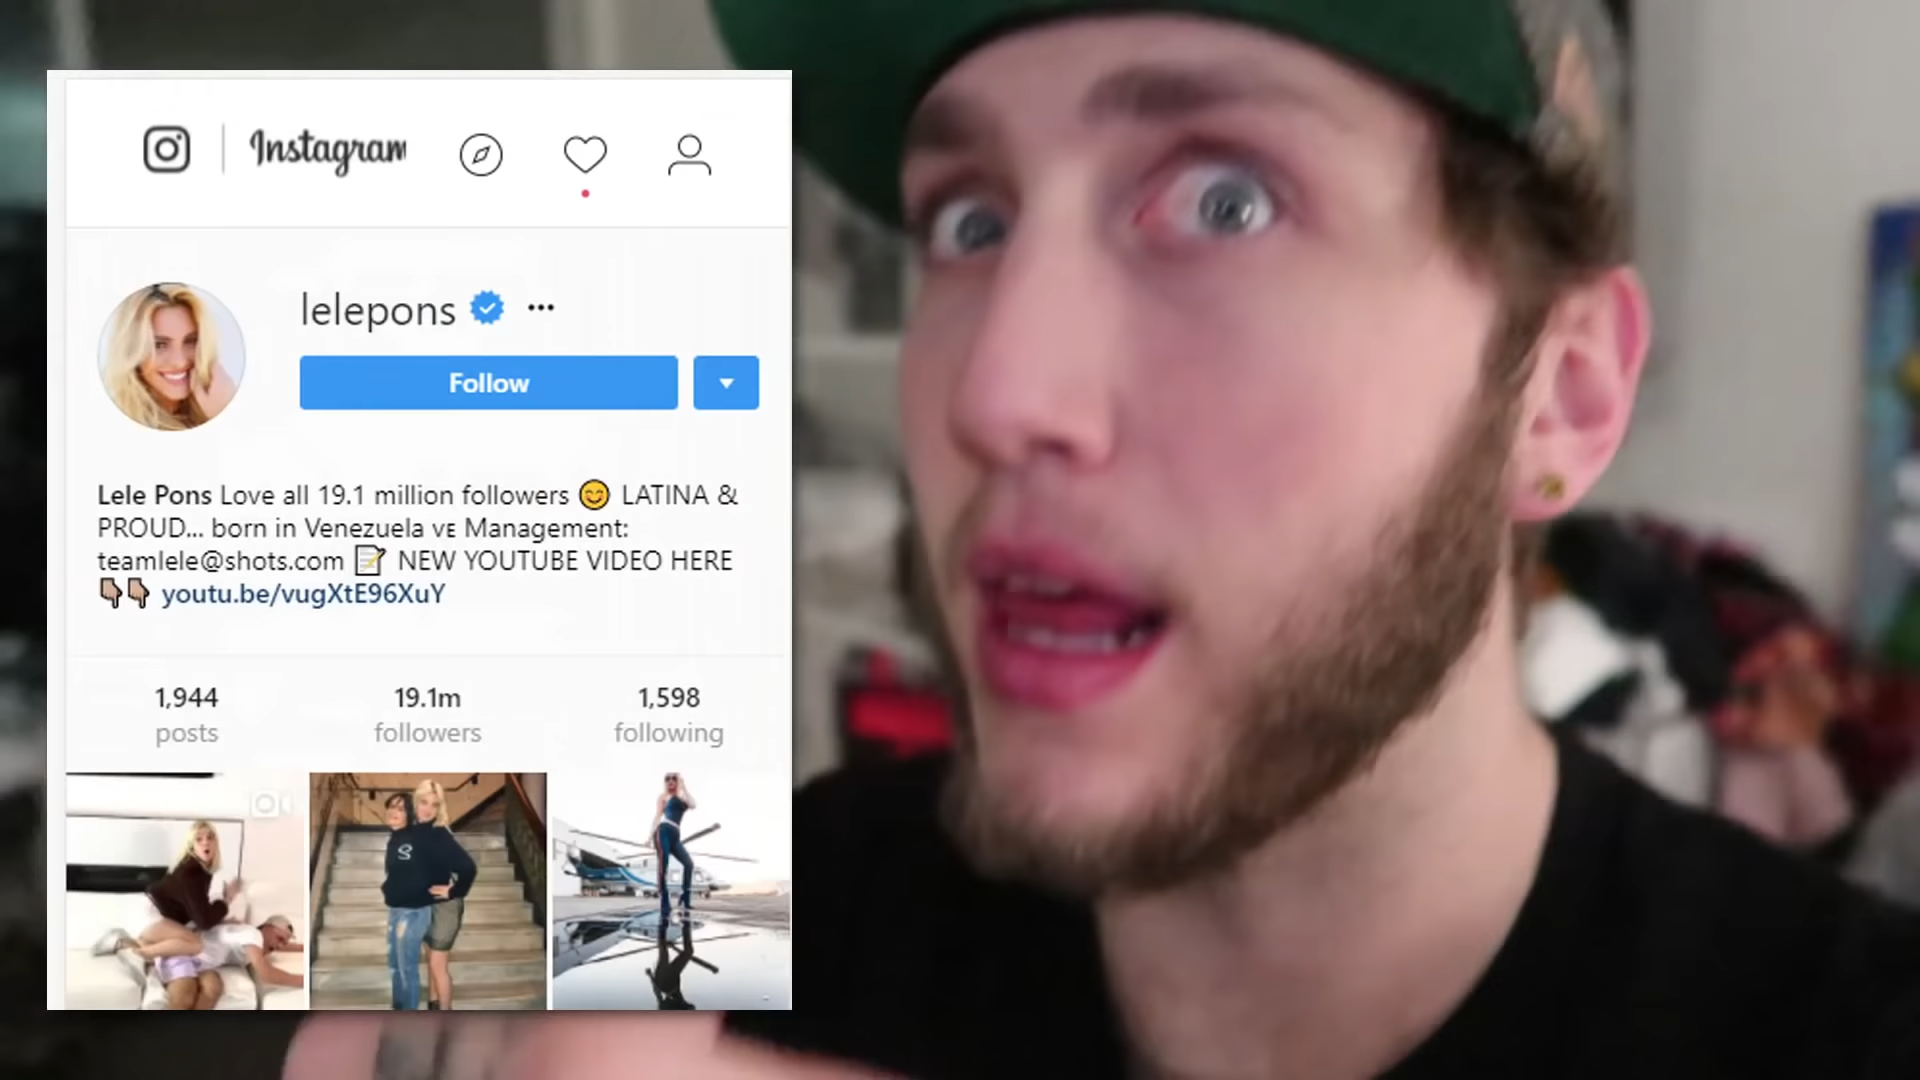 Instagram
lelepons
Follow
Lele Pons Love all 19.1 million followers 😊 LATINA &
PROUD... born in Venezuela ᴠᴇ Management:
teamlele@shots.com 📝 NEW YOUTUBE VIDEO HERE
👇🏼👇🏼 youtu.be/vugXtE96XuY
1,944 19.1m 1,598
posts followers following
S